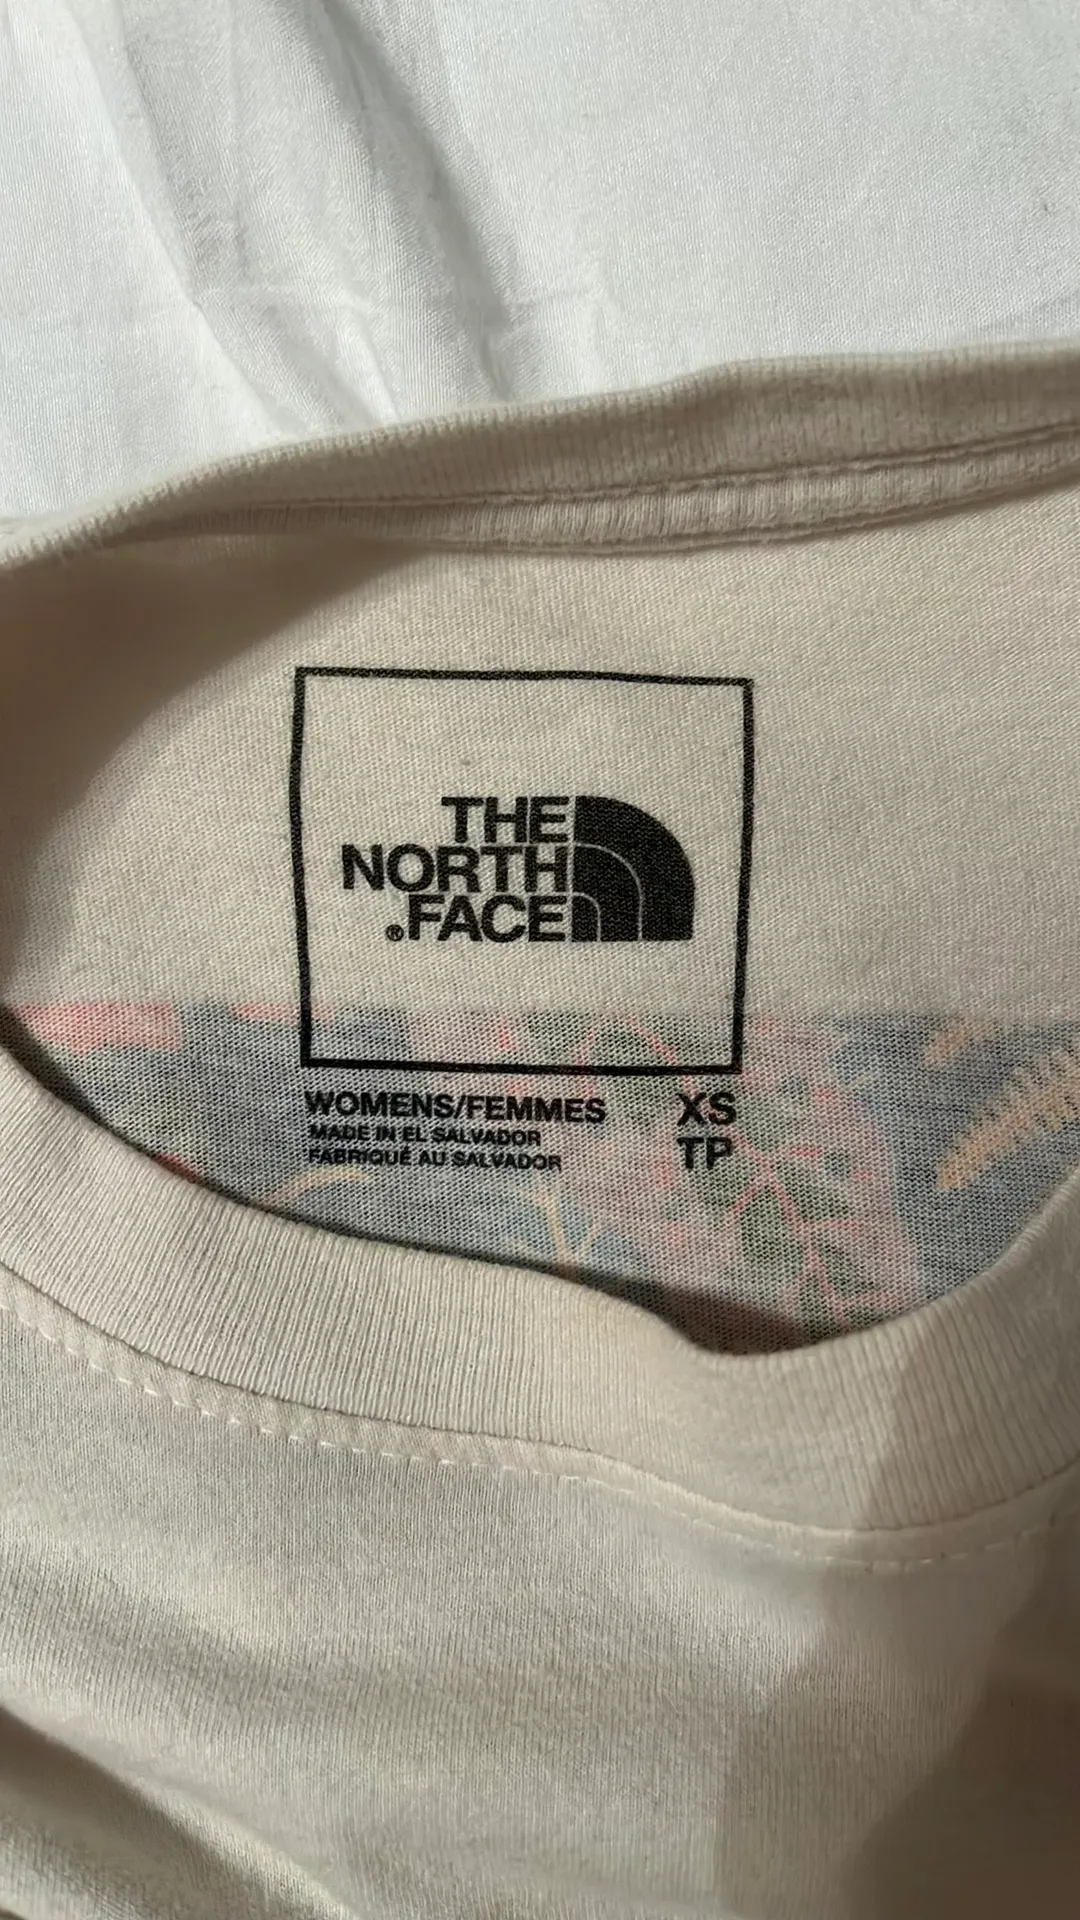 THE
NORTH
®.FACE
WOMENS/FEMMES XS
MADE IN EL SALVADOR TP
FABRIQUÉ AU SALVADOR